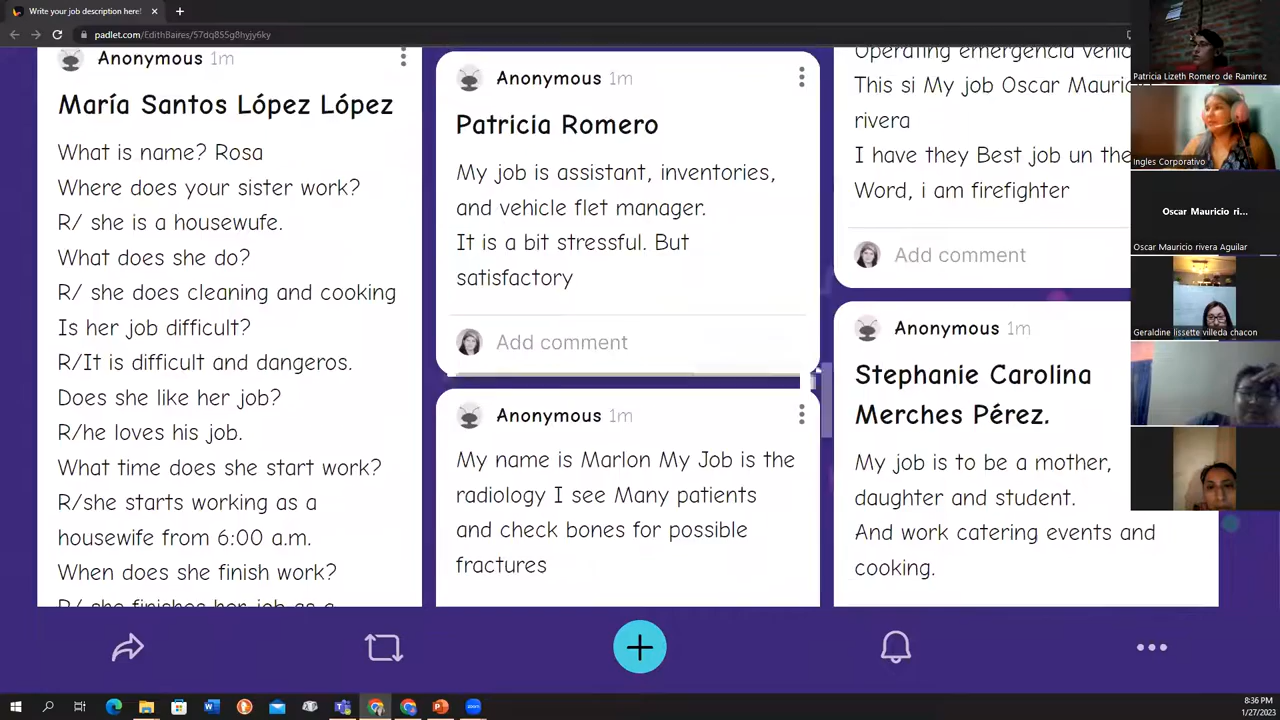 Write your job description here!
padlet.com/EdithBaires/57dq855g8hyjy6ky
Anonymous 1m
María Santos López López
What is name? Rosa
Where does your sister work?
R/ she is a housewufe.
What does she do?
R/ she does cleaning and cooking
Is her job difficult?
R/It is difficult and dangeros.
Does she like her job?
R/he loves his job.
What time does she start work?
R/she starts working as a
housewife from 6:00 a.m.
When does she finish work?
R/ she finishes her job as a
Anonymous 1m
Patricia Romero
My job is assistant, inventories,
and vehicle flet manager.
It is a bit stressful. But
satisfactory
Add comment
Anonymous 1m
My name is Marlon My Job is the
radiology I see Many patients
and check bones for possible
fractures
Operating emergencia
This si My job Oscar Mauricio
rivera
I have they Best job un the
Word, i am firefighter
Add comment
Anonymous 1m
Stephanie Carolina
Merches Pérez.
My job is to be a mother,
daughter and student.
And work catering events and
cooking.
Patricia Lizeth Romero de Ramirez
Ingles Corporativo
Oscar Mauricio ri...
Oscar Mauricio rivera Aguilar
Geraldine lissette villeda chacon
8:36 PM
1/27/2023